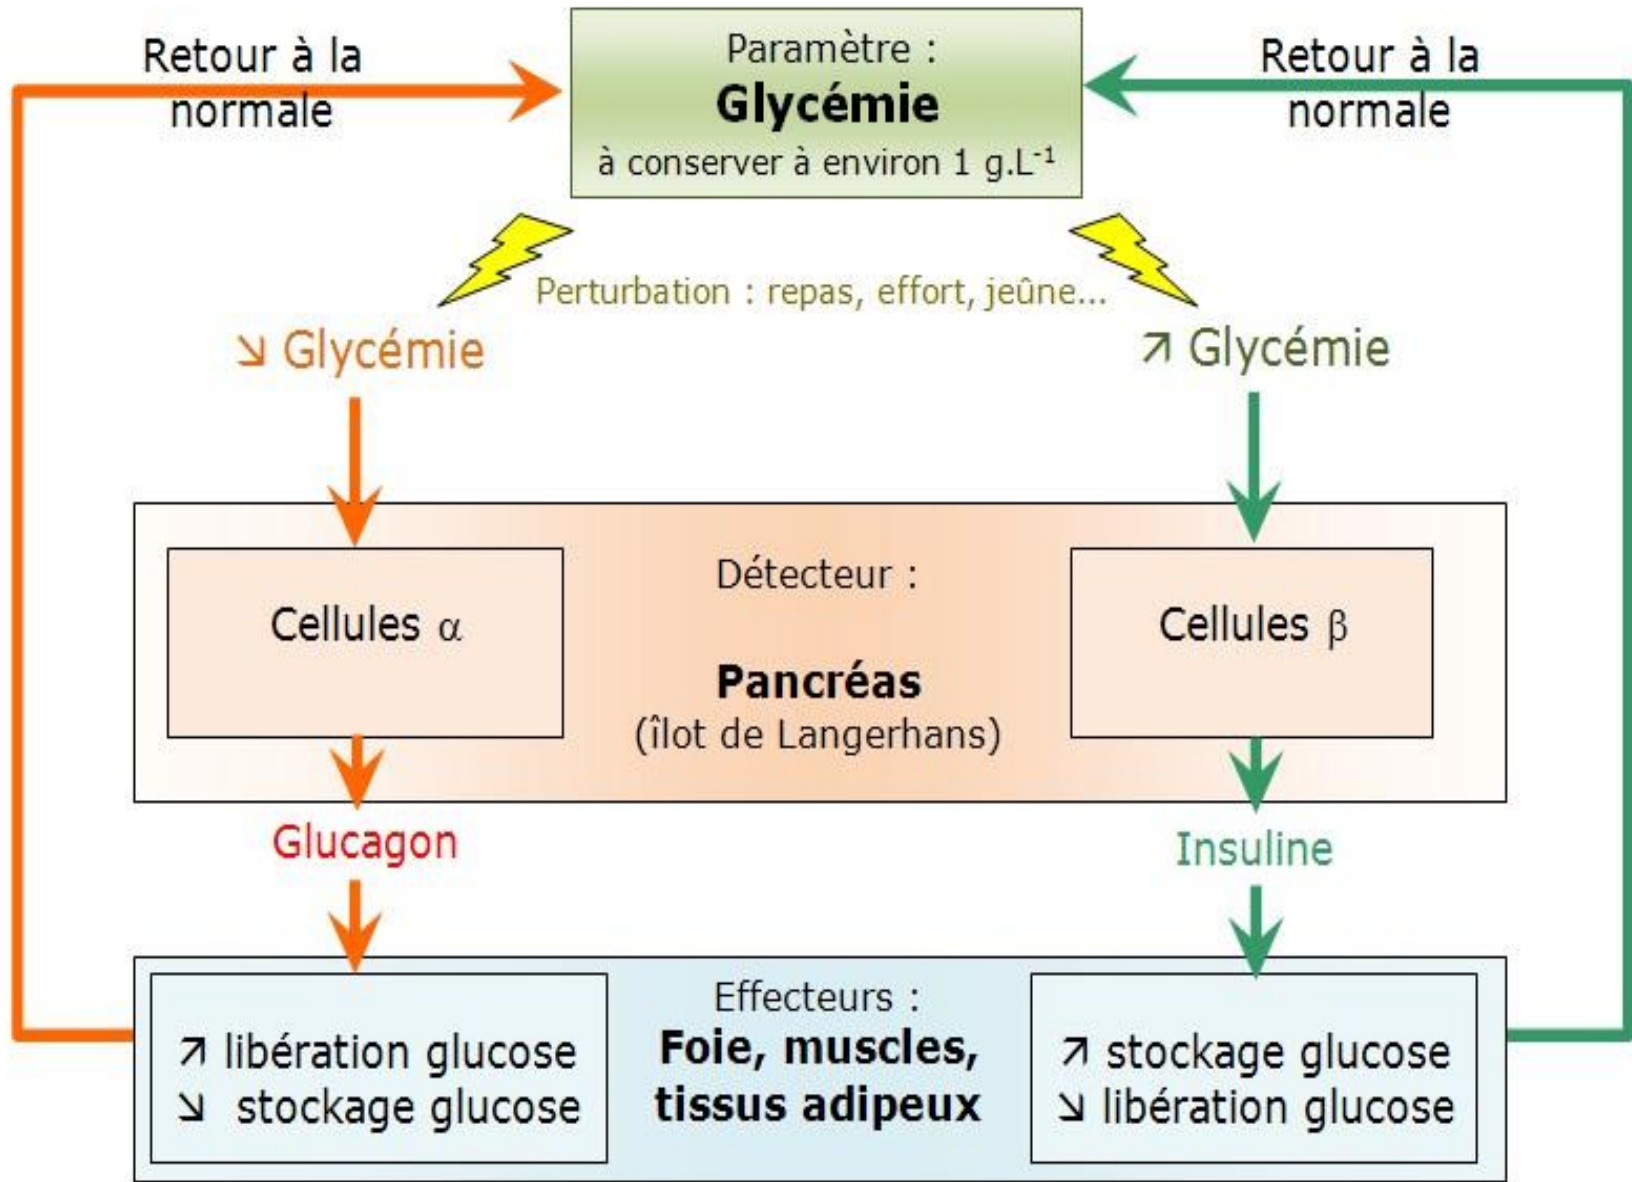 Retour à la
normale
Paramètre :
Glycémie
à conserver à environ 1 g.L⁻¹
Retour à la
normale
Perturbation : repas, effort, jeûne...
↘ Glycémie
↗ Glycémie
Cellules α
Détecteur :
Pancréas
(îlot de Langerhans)
Cellules β
Glucagon
Insuline
↗ libération glucose
↘ stockage glucose
Effecteurs :
Foie, muscles,
tissus adipeux
↗ stockage glucose
↘ libération glucose